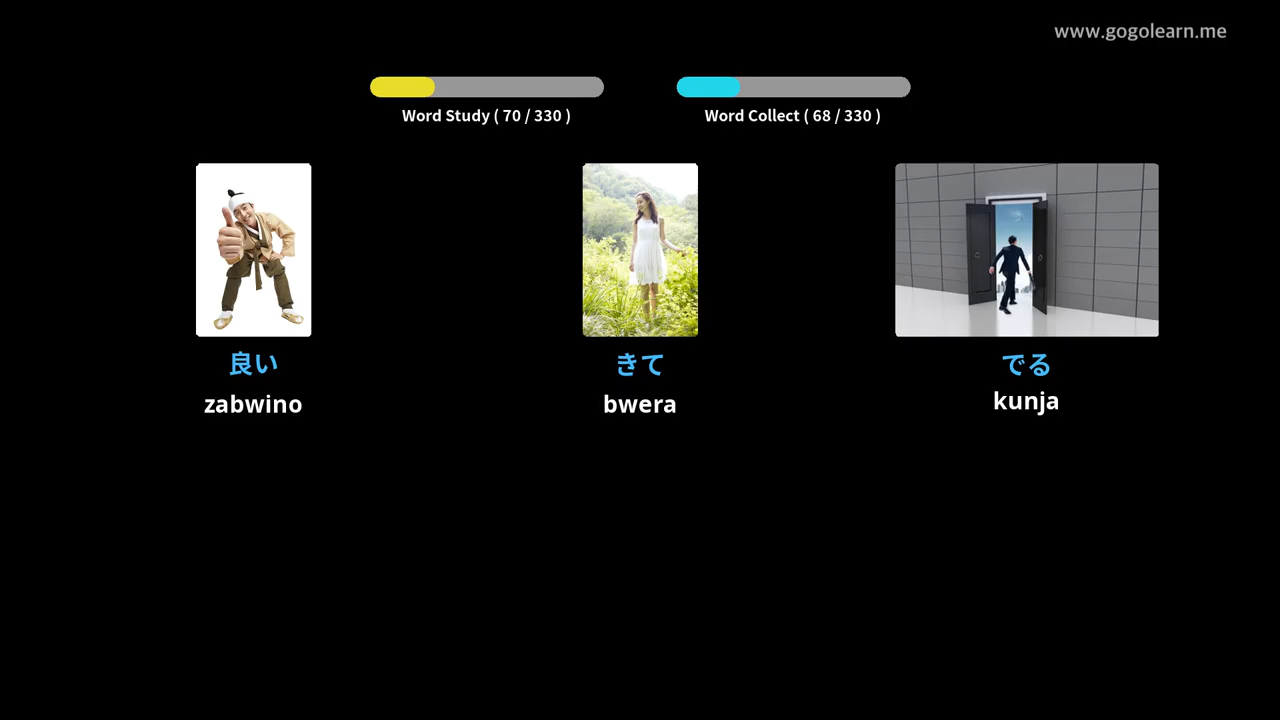 www.gogolearn.me
Word Study ( 70 / 330 )
Word Collect ( 68 / 330 )
良い
きて
でる
zabwino
bwera
kunja